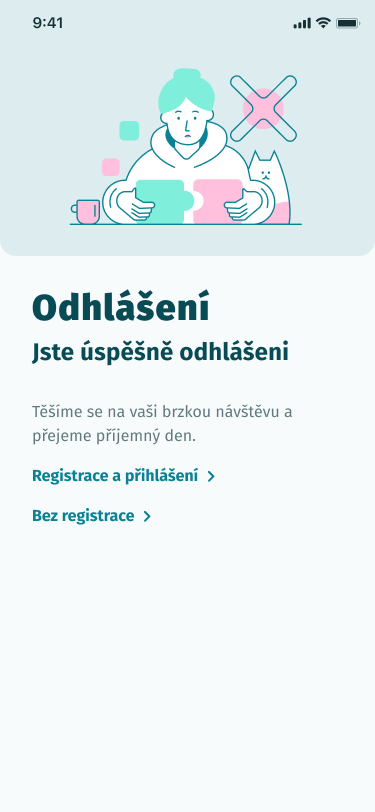 9:41
Odhlášení
Jste úspěšně odhlášeni
Těšíme se na vaši brzkou návštěvu a
přejeme příjemný den.
Registrace a přihlášení
Bez registrace